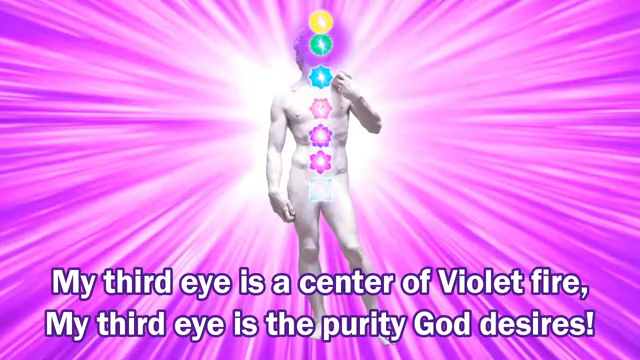 My third eye is a center of Violet fire,
My third eye is the purity God desires!